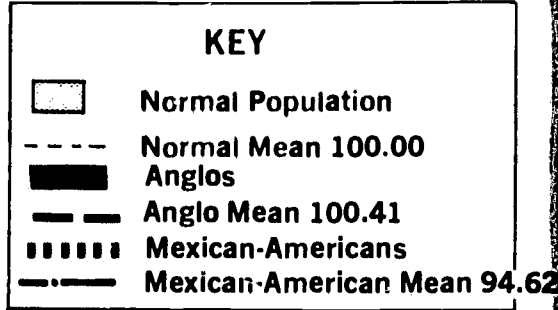 KEY
Normal Population
Normal Mean 100.00
Anglos
Anglo Mean 100.41
Mexican-Americans
Mexican-American Mean 94.62